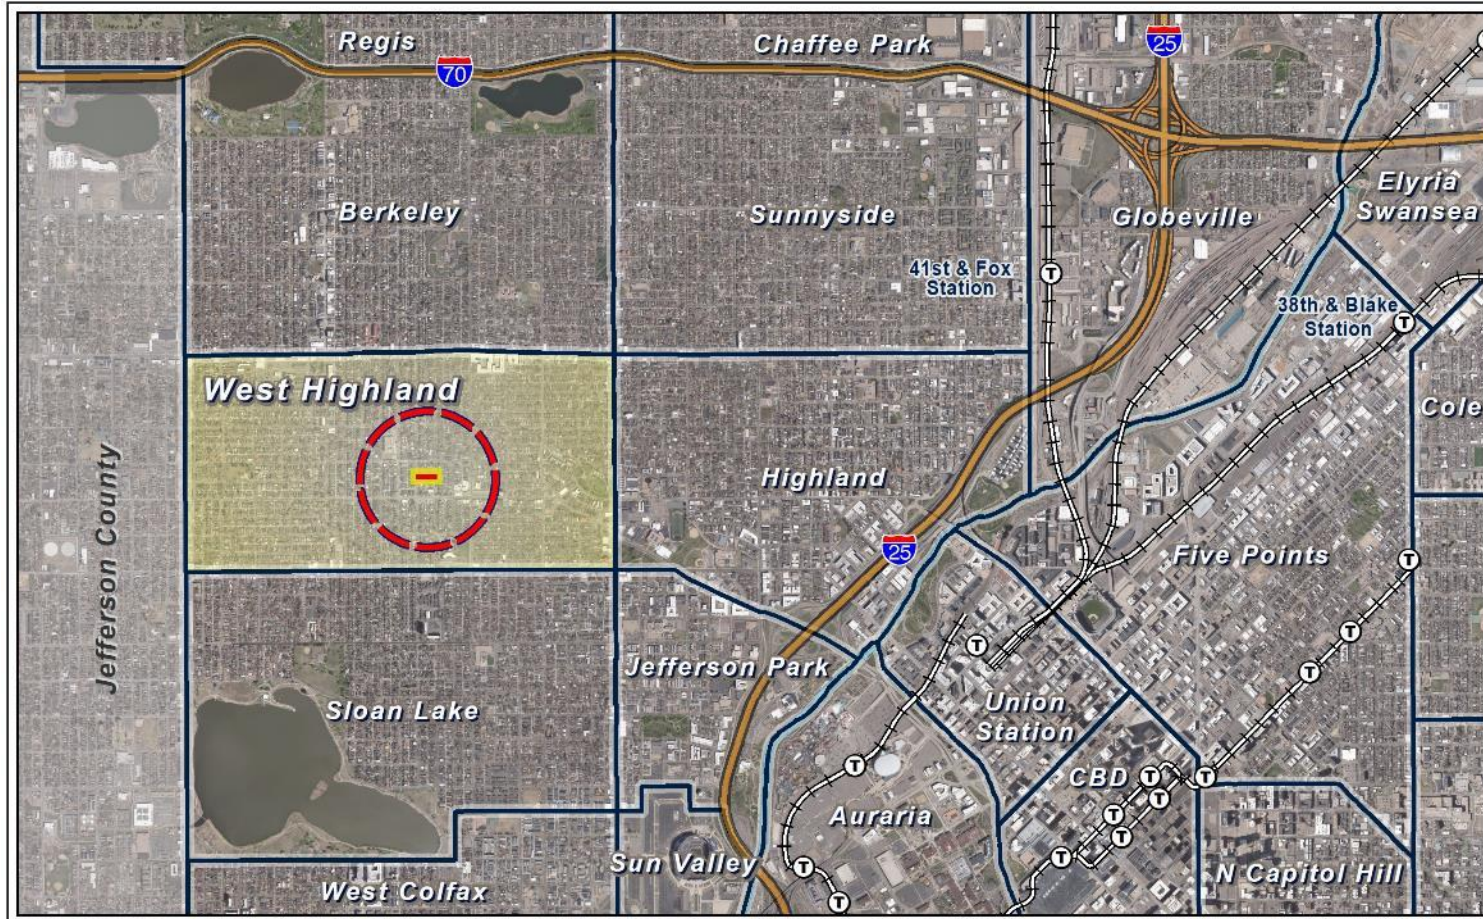 Regis
Chaffee Park
25
70
Berkeley
Sunnyside
Globeville
Elyria
Swansea
41st & Fox
Station
T
38th & Blake
Station
T
West Highland
Cole
Jefferson County
Highland
25
Five Points
T
T
T
T
Jefferson Park
Sloan Lake
Union
Station
T
CBD
T
T
T
T
T
T
Auraria
Sun Valley
T
T
West Colfax
N Capitol Hill